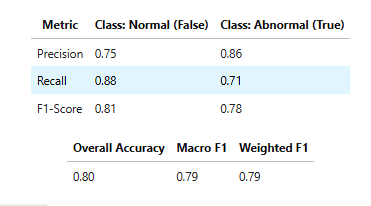 Metric Class: Normal (False) Class: Abnormal (True)
Precision 0.75 0.86
Recall 0.88 0.71
F1-Score 0.81 0.78
Overall Accuracy Macro F1 Weighted F1
0.80 0.79 0.79